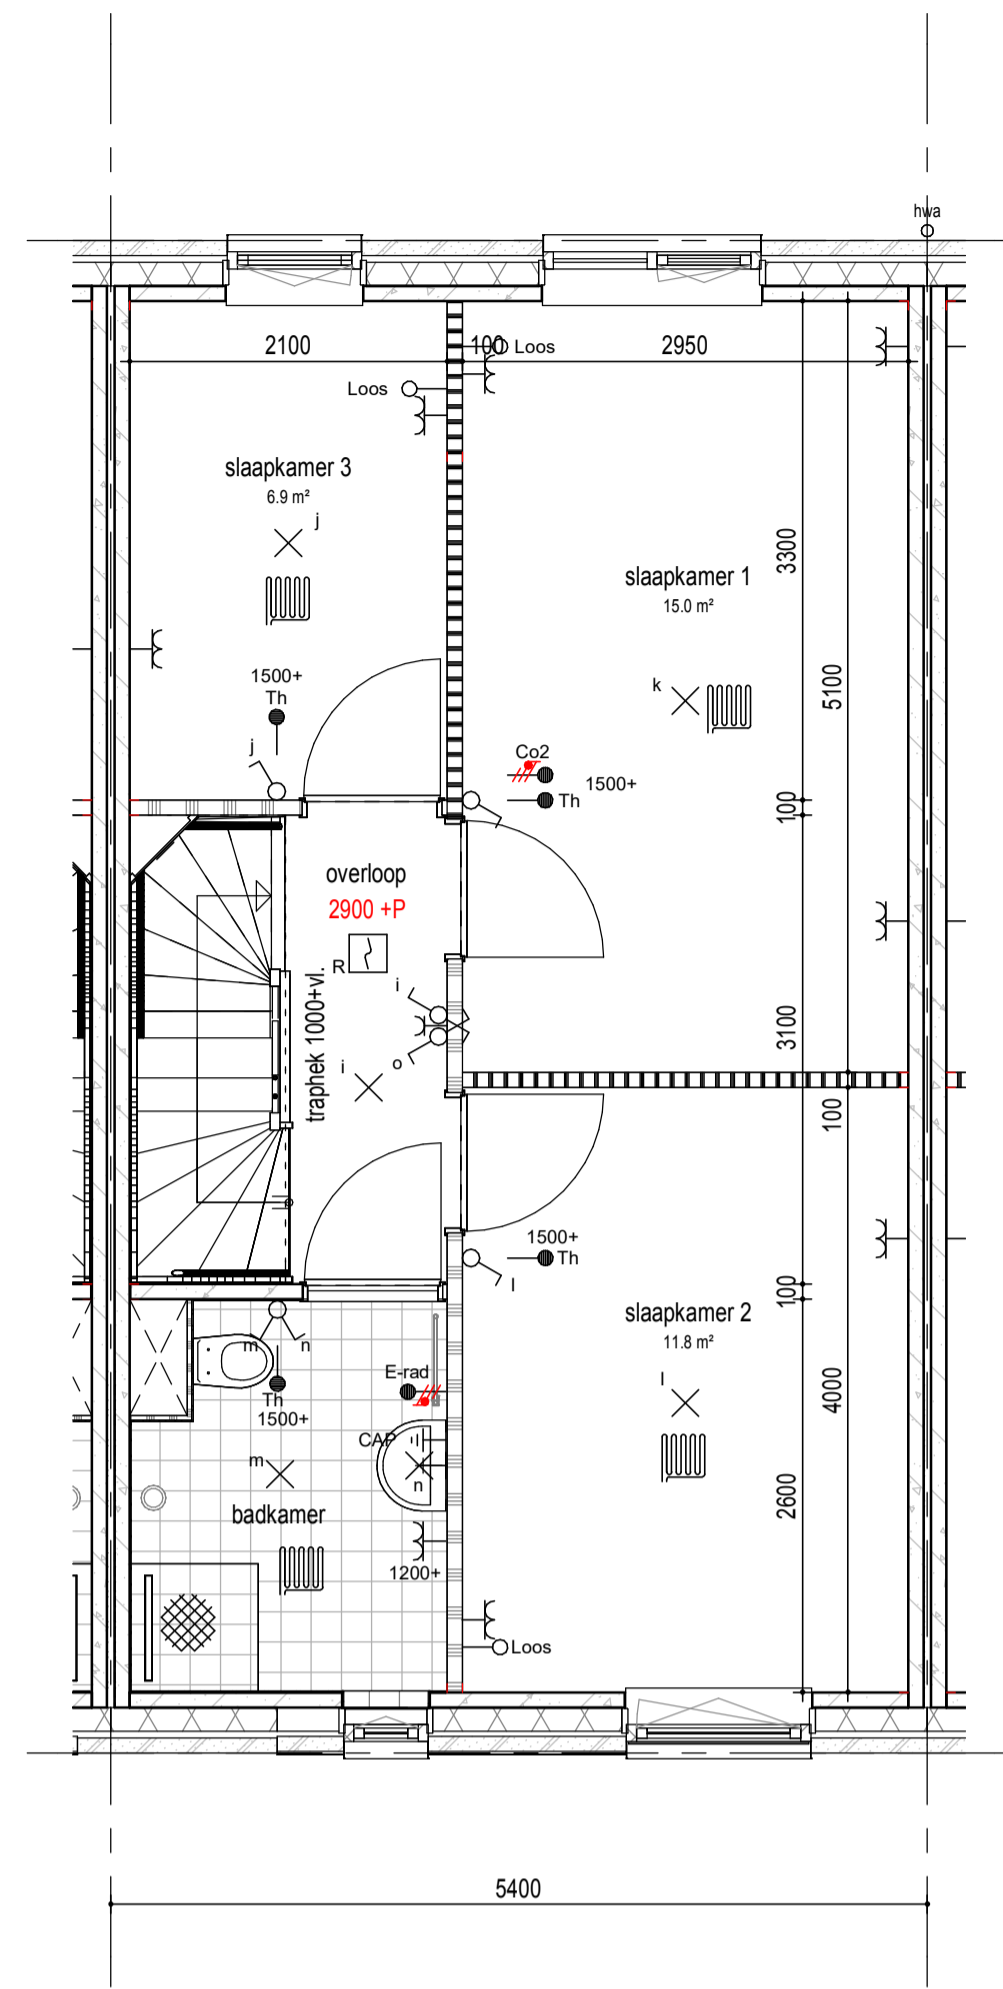 hwa
2100
100
Loos
2950
Loos
slaapkamer 3
6.9 m²
j
3300
slaapkamer 1
15.0 m²
k
5100
1500+
Th
j
Co2
1500+
Th
100
overloop
2900 +P
R
traphek 1000+vl.
i
o
i
3100
100
1500+
Th
l
100
slaapkamer 2
11.8 m²
l
m
n
Th
1500+
E-rad
CAP
m
n
badkamer
4000
2600
1200+
Loos
5400